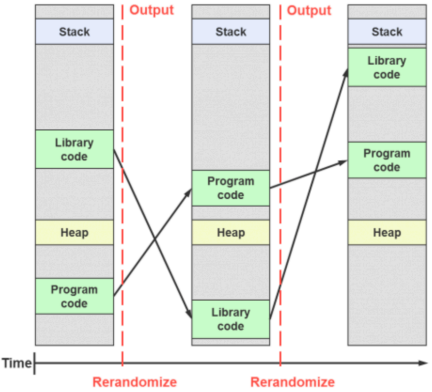 Output
Output
Stack
Library
code
Heap
Program
code
Stack
Program
code
Heap
Library
code
Stack
Library
code
Program
code
Heap
Time
Rerandomize
Rerandomize